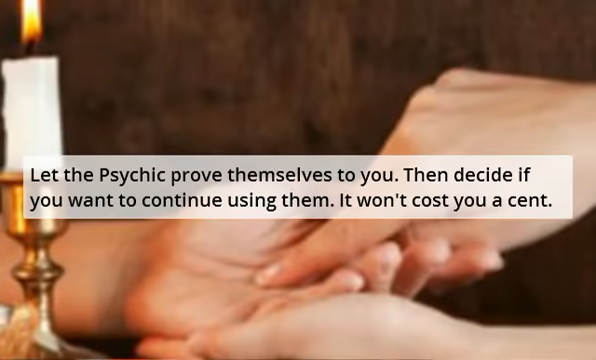 Let the Psychic prove themselves to you. Then decide if
you want to continue using them. It won't cost you a cent.